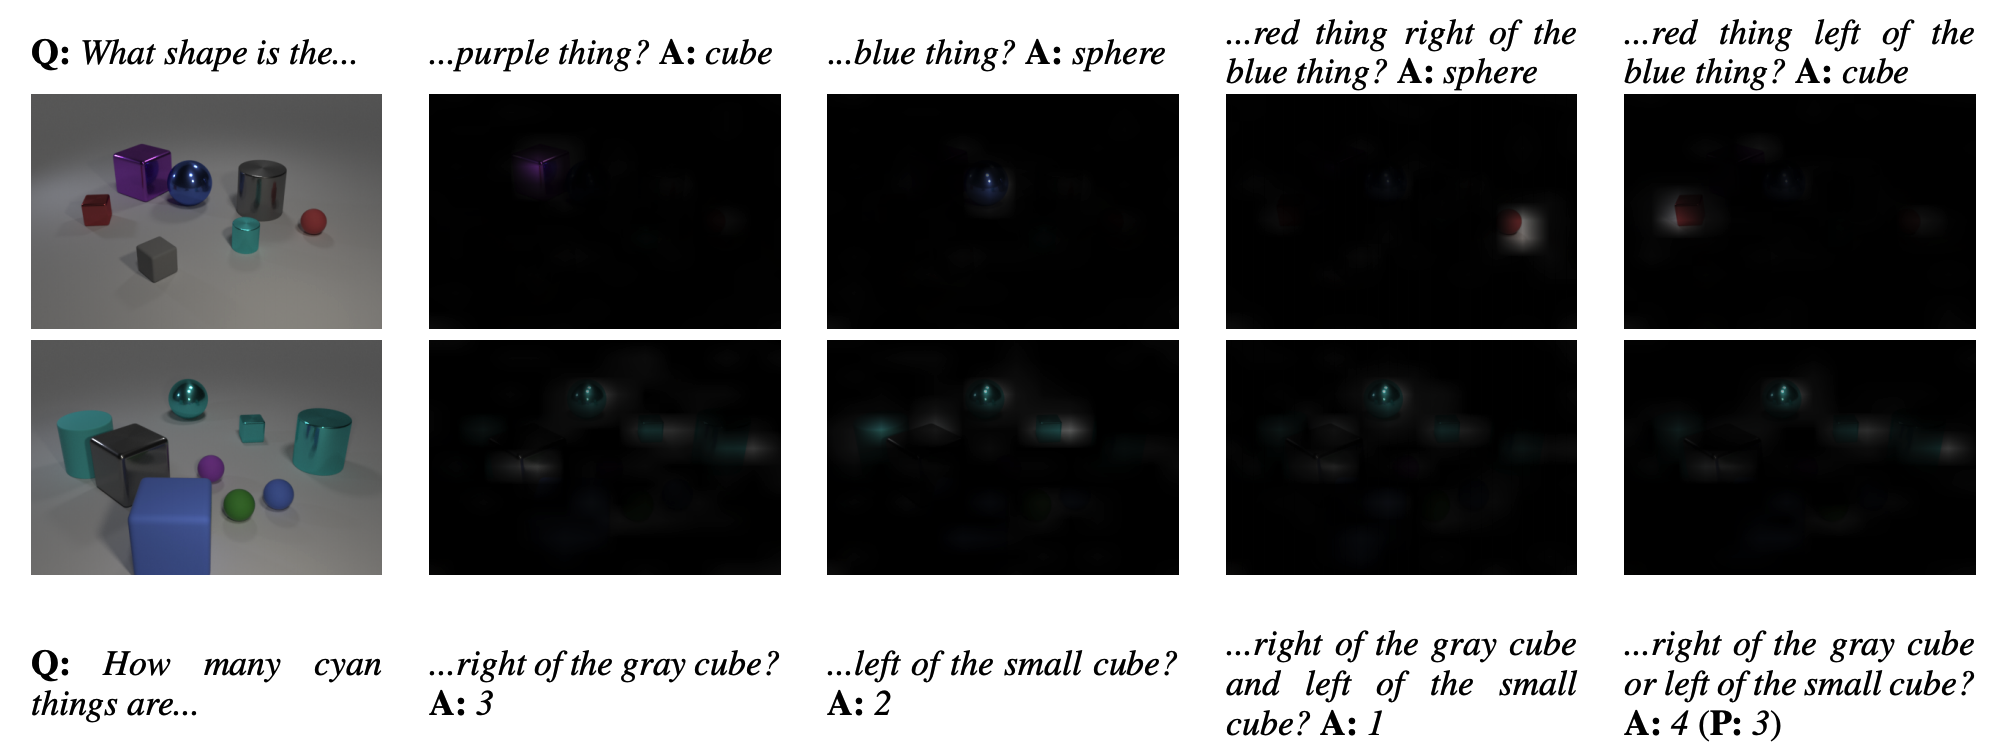 Q: What shape is the...
...purple thing? A: cube
...blue thing? A: sphere
...red thing right of the
blue thing? A: sphere
...red thing left of the
blue thing? A: cube
Q: How many cyan
things are...
...right of the gray cube?
A: 3
...left of the small cube?
A: 2
...right of the gray cube
and left of the small
cube? A: 1
...right of the gray cube
or left of the small cube?
A: 4 (P: 3)